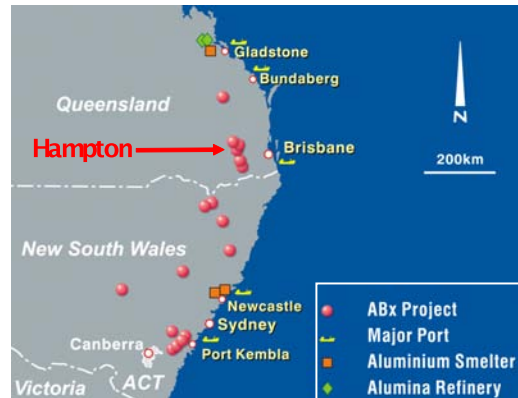 Gladstone
Bundaberg
Queensland
Hampton
Brisbane
N
200km
New South Wales
Newcastle
Sydney
Canberra
Port Kembla
ACT
Victoria
ABx Project
Major Port
Aluminium Smelter
Alumina Refinery